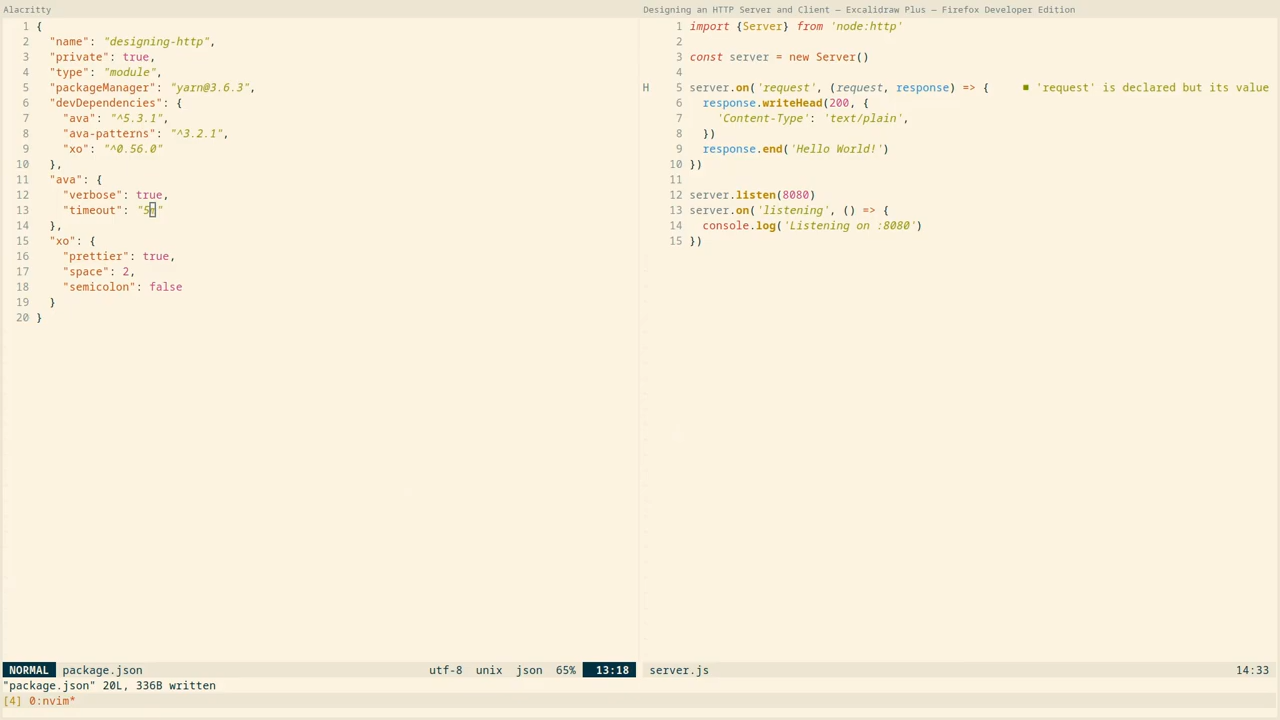 Alacritty
Designing an HTTP Server and Client — Excalidraw Plus — Firefox Developer Edition
1 {
2 "name": "designing-http",
3 "private": true,
4 "type": "module",
5 "packageManager": "yarn@3.6.3",
6 "devDependencies": {
7 "ava": "^5.3.1",
8 "ava-patterns": "^3.2.1",
9 "xo": "^0.56.0"
10 },
11 "ava": {
12 "verbose": true,
13 "timeout": "5m"
14 },
15 "xo": {
16 "prettier": true,
17 "space": 2,
18 "semicolon": false
19 }
20 }
NORMAL package.json utf-8 unix json 65% 13:18
"package.json" 20L, 336B written
[4] 0:nvim*
1 import {Server} from 'node:http'
2
3 const server = new Server()
4
H 5 server.on('request', (request, response) => { ■ 'request' is declared but its value
6 response.writeHead(200, {
7 'Content-Type': 'text/plain',
8 })
9 response.end('Hello World!')
10 })
11
12 server.listen(8080)
13 server.on('listening', () => {
14 console.log('Listening on :8080')
15 })
server.js 14:33